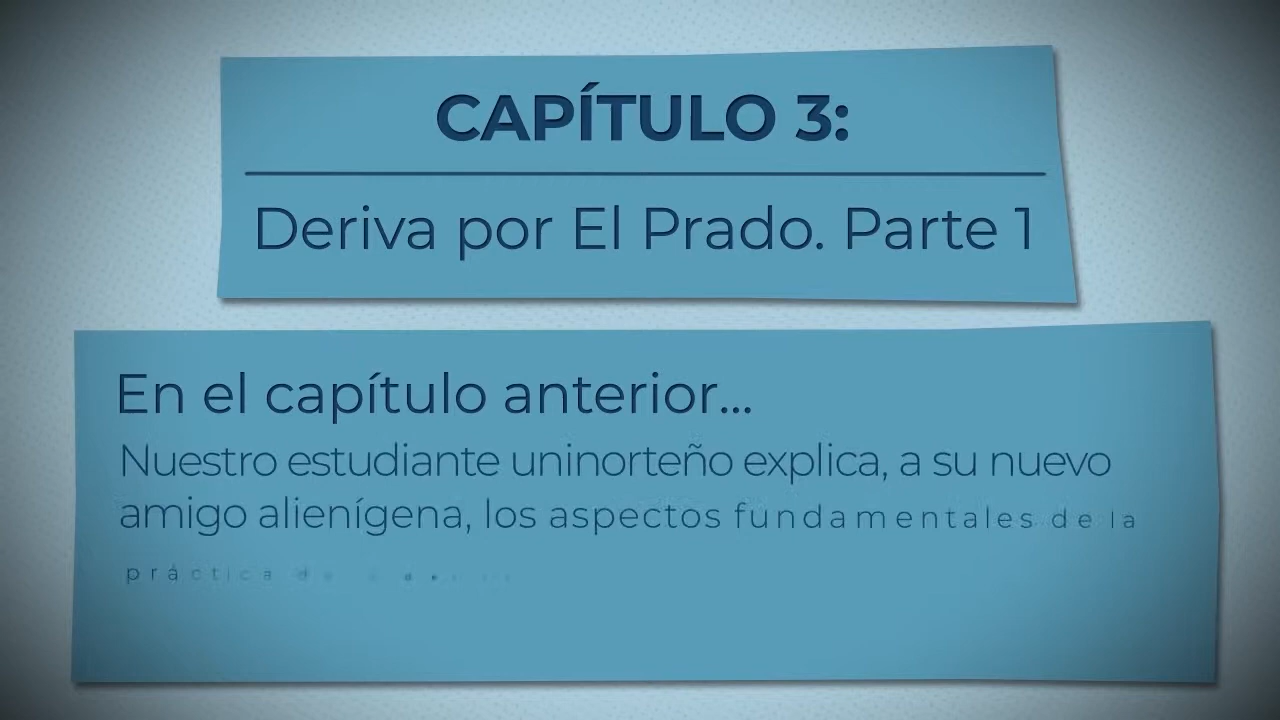 CAPÍTULO 3:
Deriva por El Prado. Parte 1
En el capítulo anterior...
Nuestro estudiante uninorteño explica, a su nuevo
amigo alienígena, los aspectos fundamentales de la
práctica